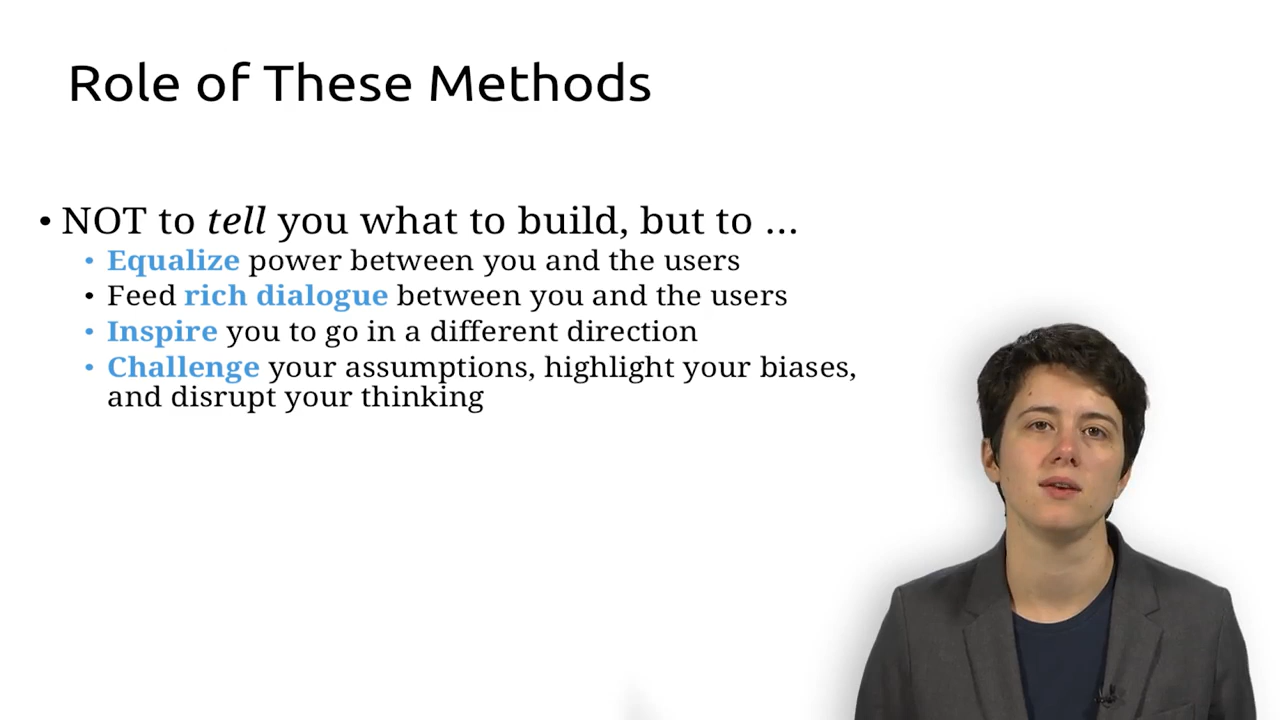 Role of These Methods
• NOT to tell you what to build, but to ...
• Equalize power between you and the users
• Feed rich dialogue between you and the users
• Inspire you to go in a different direction
• Challenge your assumptions, highlight your biases,
and disrupt your thinking